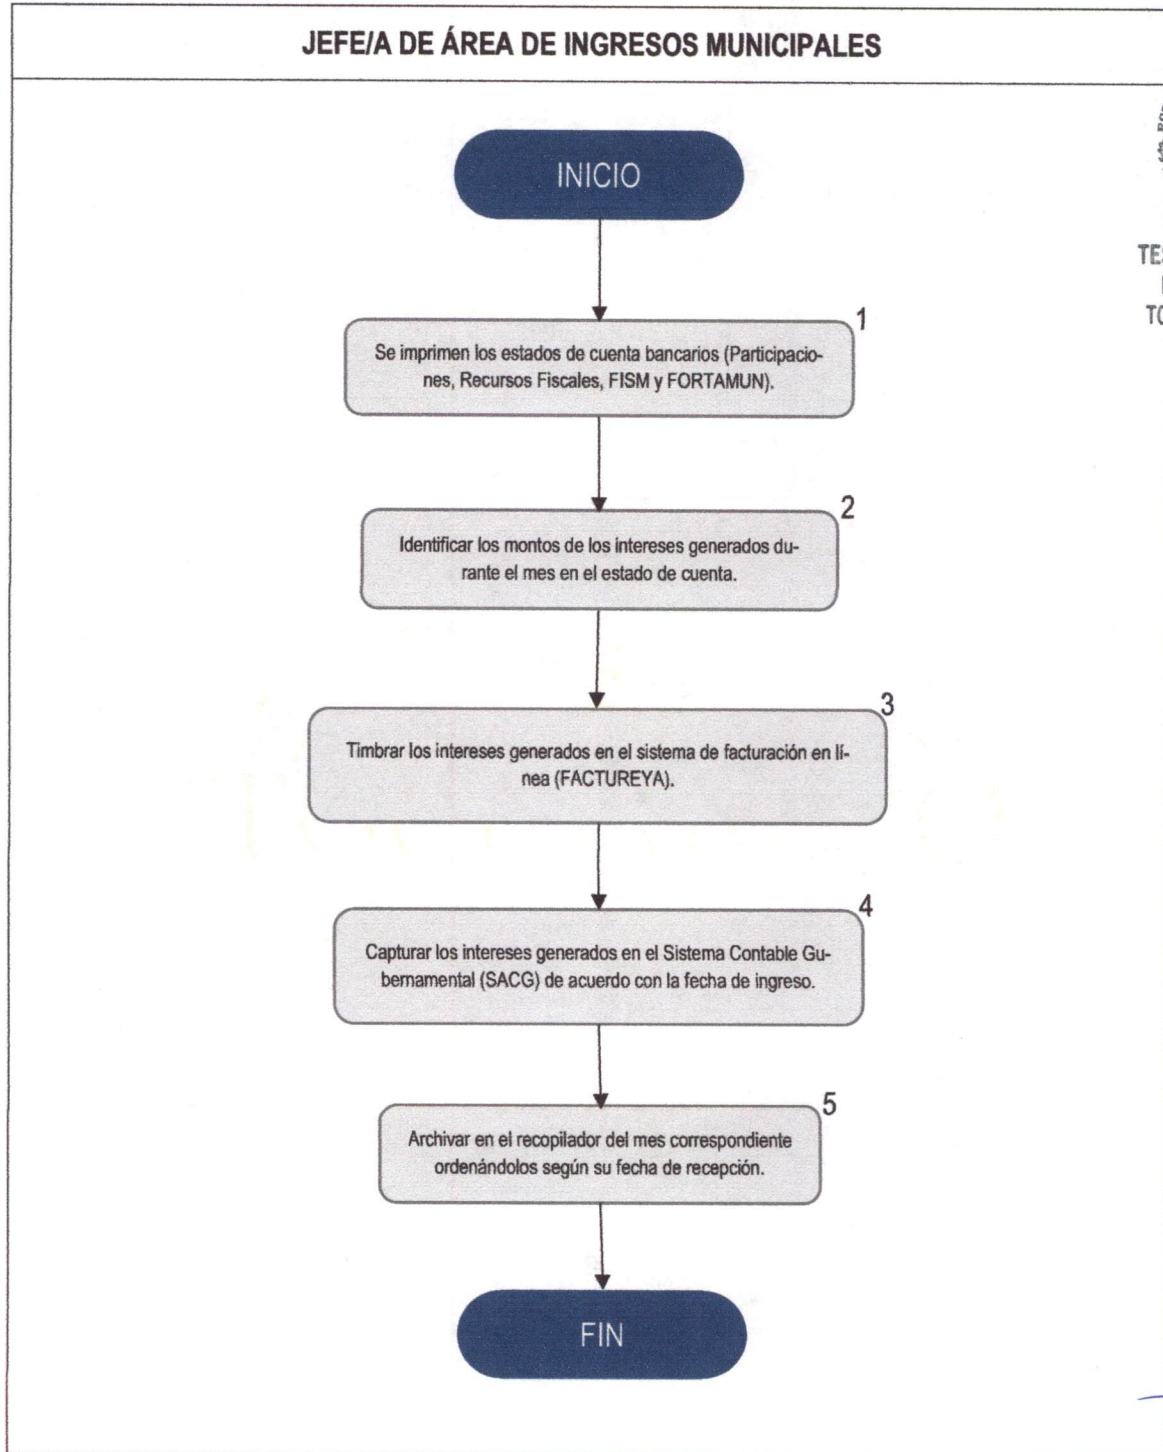 JEFE/A DE ÁREA DE INGRESOS MUNICIPALES
INICIO
1
Se imprimen los estados de cuenta bancarios (Participacio-
nes, Recursos Fiscales, FISM y FORTAMUN).
2
Identificar los montos de los intereses generados du-
rante el mes en el estado de cuenta.
3
Timbrar los intereses generados en el sistema de facturación en lí-
nea (FACTUREYA).
4
Capturar los intereses generados en el Sistema Contable Gu-
bernamental (SACG) de acuerdo con la fecha de ingreso.
5
Archivar en el recopilador del mes correspondiente
ordenándolos según su fecha de recepción.
FIN